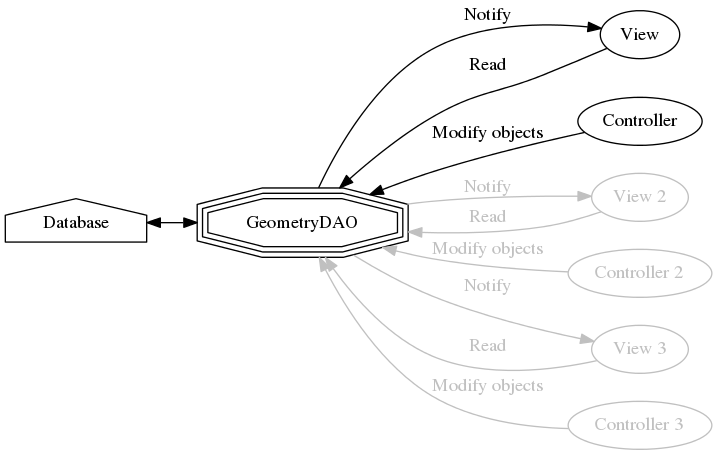 Notify
View
Read
Modify objects
Controller
Notify
View 2
Read
Database
GeometryDAO
Modify objects
Controller 2
Notify
Read
View 3
Modify objects
Controller 3